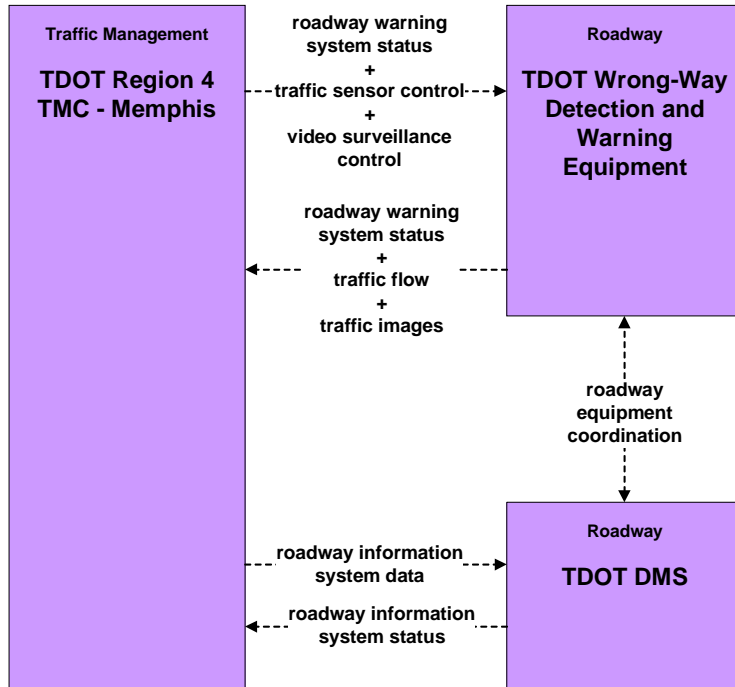 Traffic Management
TDOT Region 4
TMC - Memphis
roadway warning
system status
+
traffic sensor control
+
video surveillance
control
Roadway
TDOT Wrong-Way
Detection and
Warning
Equipment
roadway warning
system status
+
traffic flow
+
traffic images
roadway
equipment
coordination
roadway information
system data
roadway information
system status
Roadway
TDOT DMS